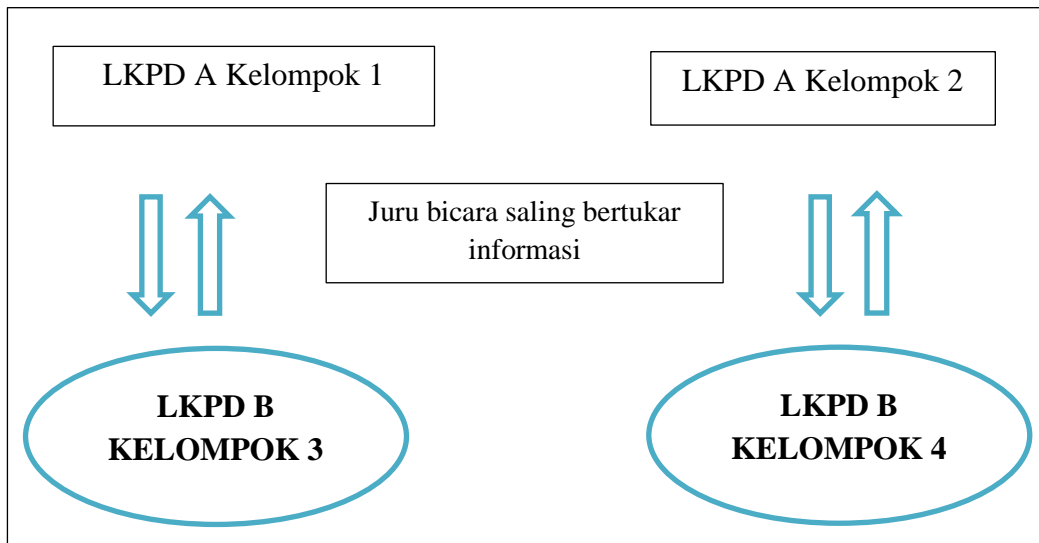 LKPD A Kelompok 1
LKPD A Kelompok 2
Juru bicara saling bertukar
informasi
LKPD B
KELOMPOK 3
LKPD B
KELOMPOK 4